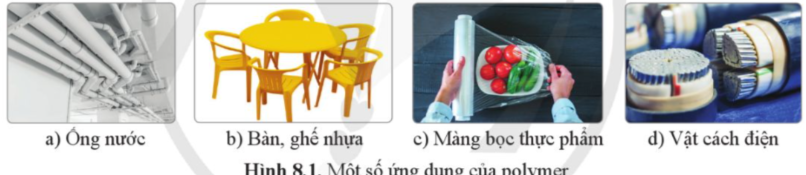 a) Ống nước
b) Bàn, ghế nhựa
c) Màng bọc thực phẩm
d) Vật cách điện
Hình 8.1. Một số ứng dụng của polymer